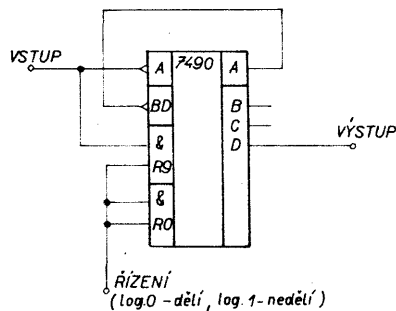 VSTUP
A 7490 A
BD B
& C
D
R9 VÝSTUP
&
R0
ŘÍZENÍ
(log.0 - dělí, log.1 - nedělí)